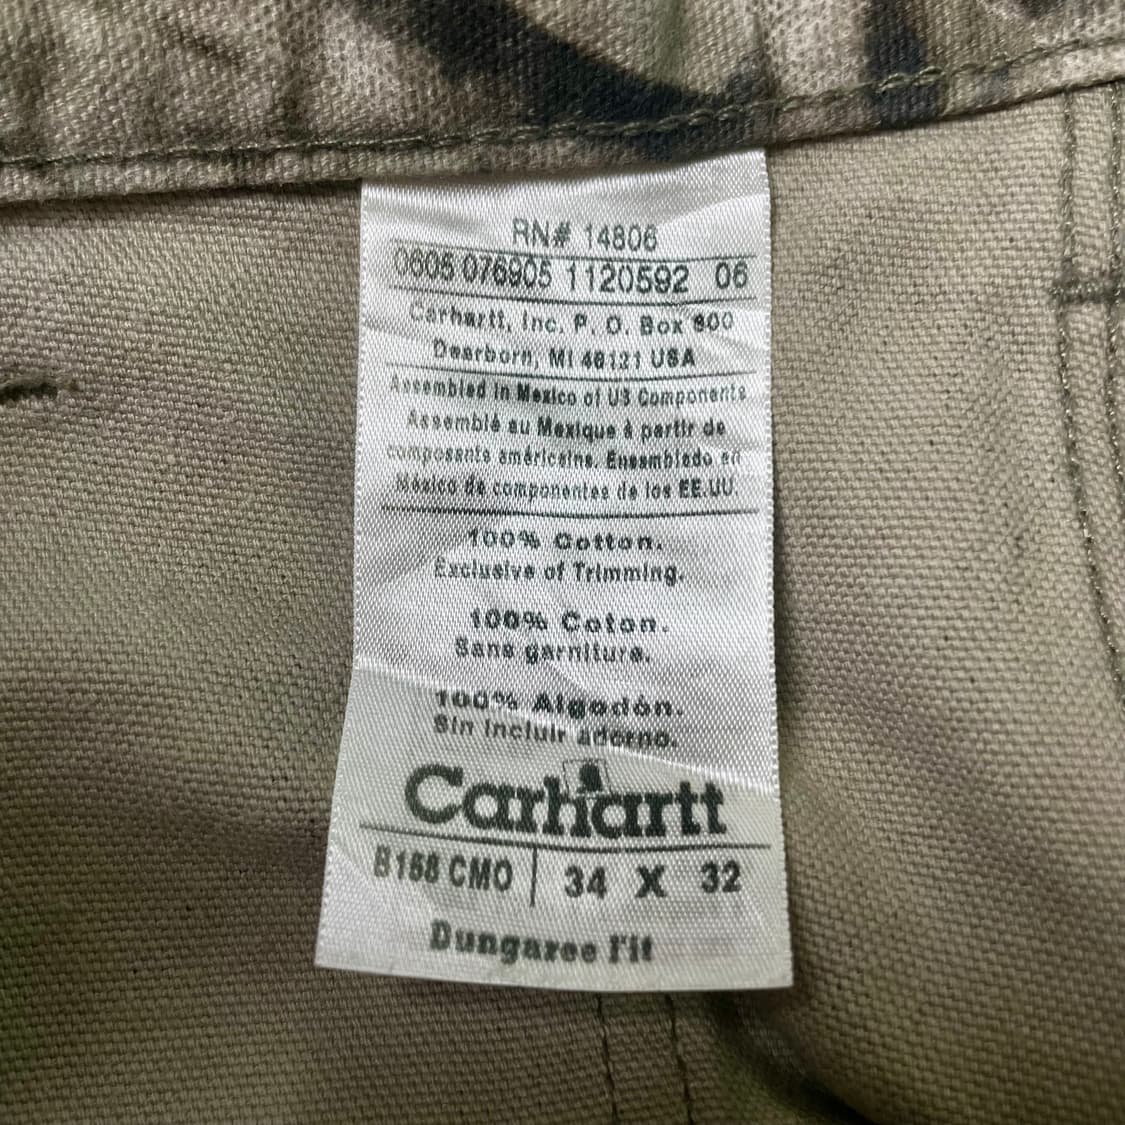 RN# 14806
0605 076905 1120592 06
Carhartt, Inc. P. O. Box 600
Dearborn, MI 48121 USA
Assembled in Mexico of US Components
Assemblé au Mexique à partir de
composants américains. Ensamblado en
México de componentes de los EE.UU.
100% Cotton.
Exclusive of Trimming.
100% Coton.
Sans garniture.
100% Algodón.
Sin incluir adorno.
Carhartt
B168 CMO | 34 X 32
Dungaree Fit